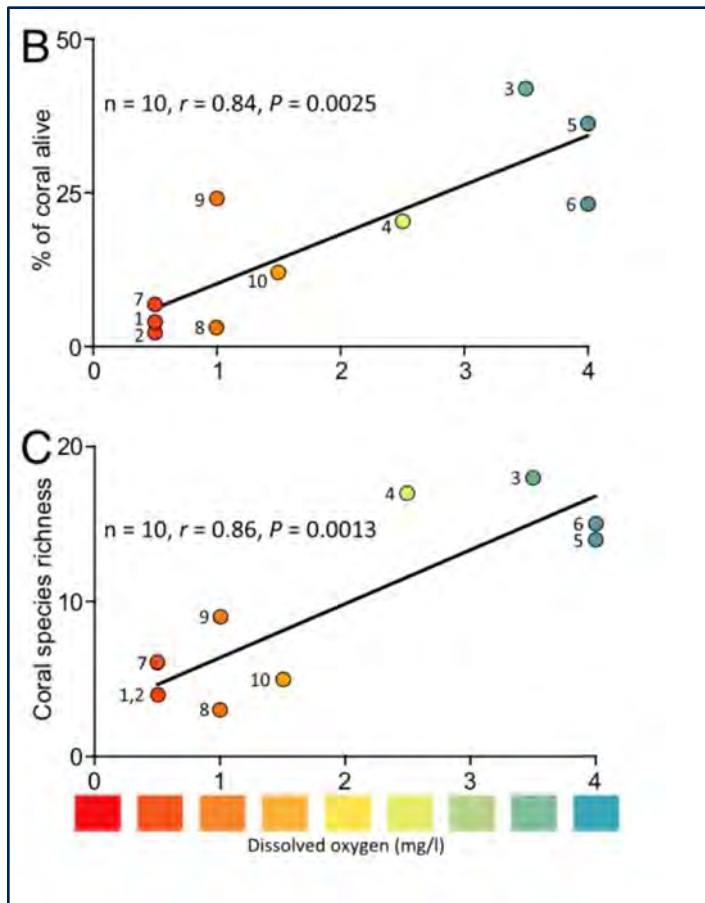 B
50
n = 10, r = 0.84, P = 0.0025
% of coral alive
25
0
3
5
9
6
4
10
7
1
2
8
0 1 2 3 4
C
20
n = 10, r = 0.86, P = 0.0013
Coral species richness
10
0
4
3
6
5
9
7
10
1,2
8
0 1 2 3 4
Dissolved oxygen (mg/l)